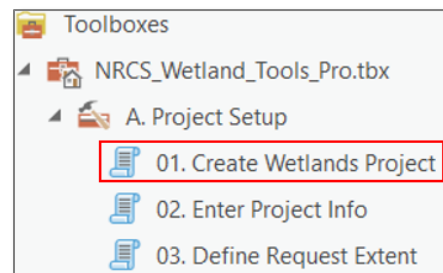 Toolboxes
NRCS_Wetland_Tools_Pro.tbx
A. Project Setup
01. Create Wetlands Project
02. Enter Project Info
03. Define Request Extent